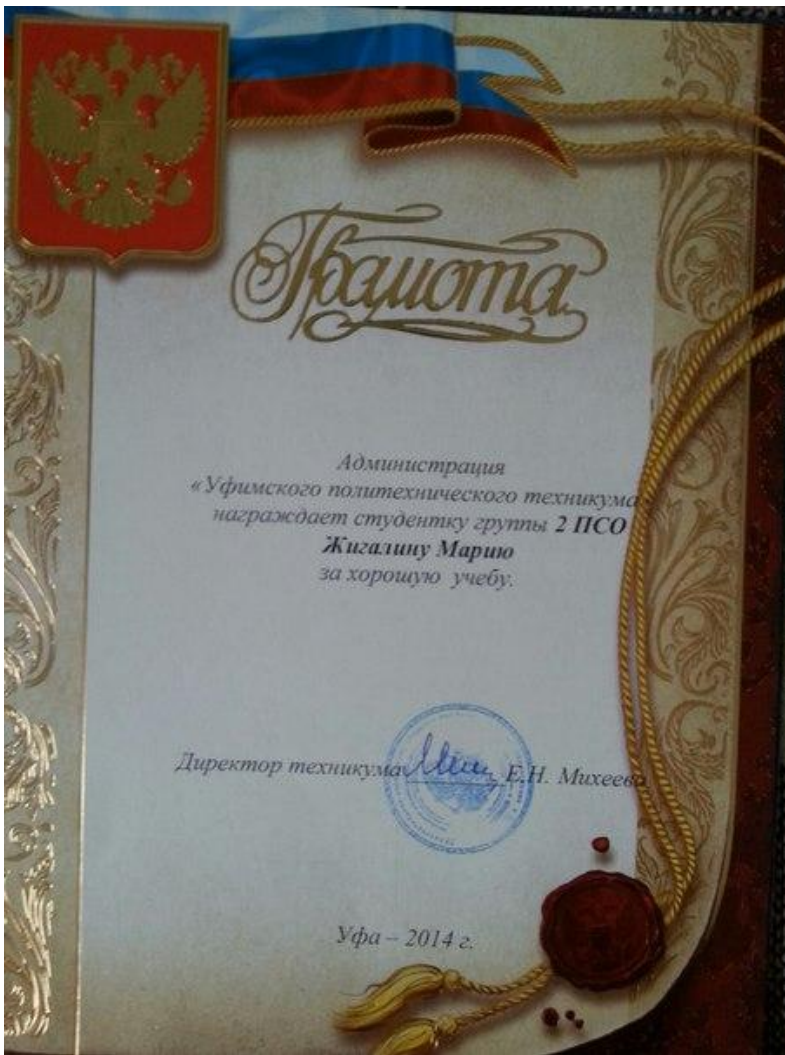 Грамота
Администрация
«Уфимского политехнического техникума
награждает студентку группы 2 ПСО
Жигалину Марию
за хорошую учебу.
Директор техникума Е.Н. Михеева
Уфа – 2014 г.